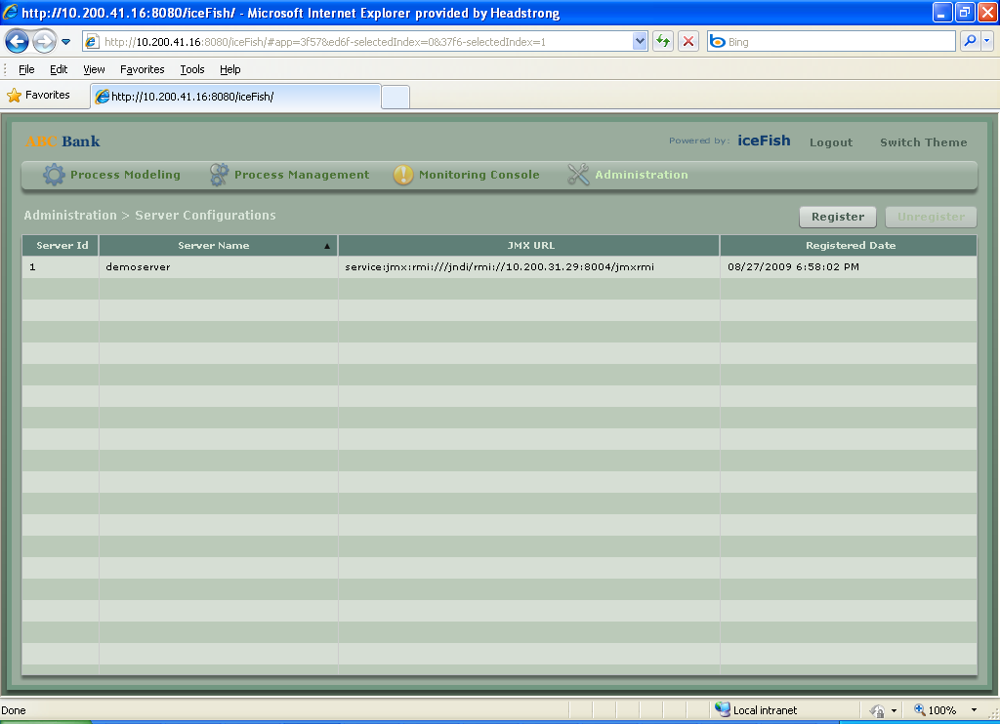 http://10.200.41.16:8080/iceFish/ - Microsoft Internet Explorer provided by Headstrong
http://10.200.41.16:8080/iceFish/#app=3f57&ed6f-selectedIndex=0&37f6-selectedIndex=1
Bing
File Edit View Favorites Tools Help
Favorites http://10.200.41.16:8080/iceFish/
ABC Bank Powered by: iceFish Logout Switch Theme
Process Modeling Process Management Monitoring Console Administration
Administration > Server Configurations Register Unregister
Server Id Server Name JMX URL Registered Date
1 demoserver service:jmx:rmi:///jndi/rmi://10.200.31.29:8004/jmxrmi 08/27/2009 6:58:02 PM
Done Local intranet 100%